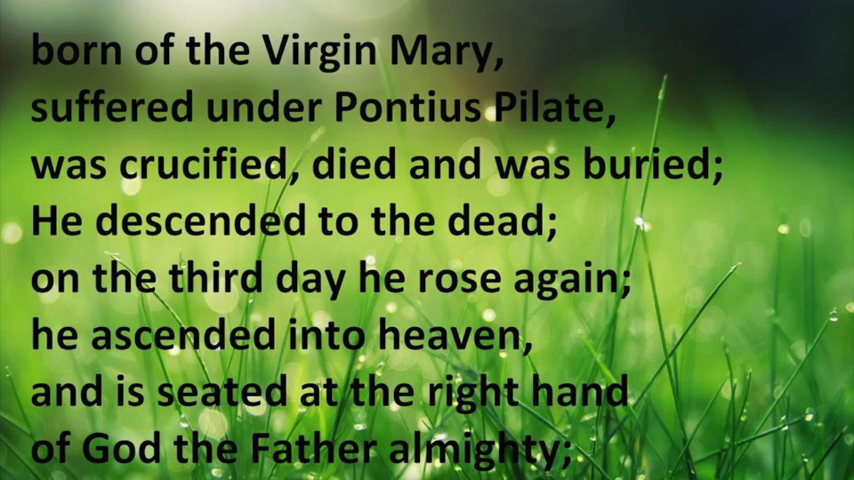 born of the Virgin Mary,
suffered under Pontius Pilate,
was crucified, died and was buried;
He descended to the dead;
on the third day he rose again;
he ascended into heaven,
and is seated at the right hand
of God the Father almighty;